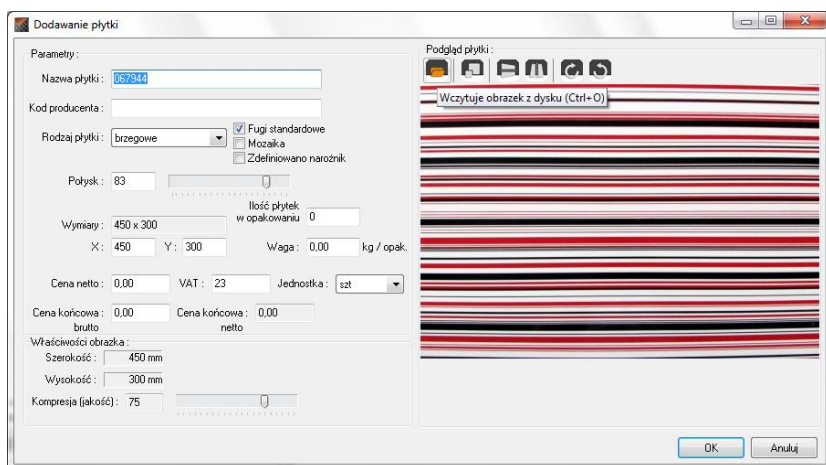 Dodawanie płytki
Parametry :
Nazwa płytki : 067944
Kod producenta :
Rodzaj płytki : brzegowe
Fugi standardowe
Mozaika
Zdefiniowano narożnik
Połysk : 83
Ilość płytek
w opakowaniu 0
Wymiary : 450 x 300
X : 450 Y : 300 Waga : 0,00 kg / opak.
Cena netto : 0,00 VAT : 23 Jednostka : szt
Cena końcowa : 0,00 Cena końcowa : 0,00
brutto netto
Właściwości obrazka :
Szerokość : 450 mm
Wysokość : 300 mm
Kompresja (jakość) : 75
Podgląd płytki :
Wczytuje obrazek z dysku (Ctrl+O)
OK Anuluj